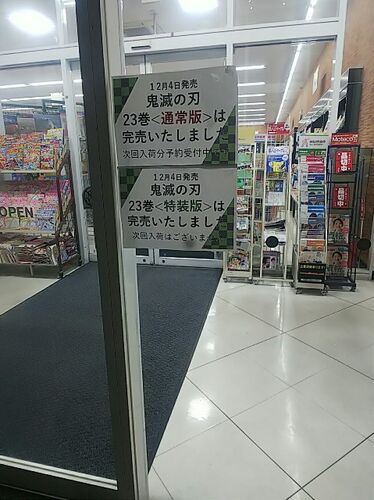 12月4日発売
鬼滅の刃
23巻<通常版>は
完売いたしました
次回入荷分予約受付中
12月4日発売
鬼滅の刃
23巻<特装版>は
完売いたしました
次回入荷はございま
OPEN